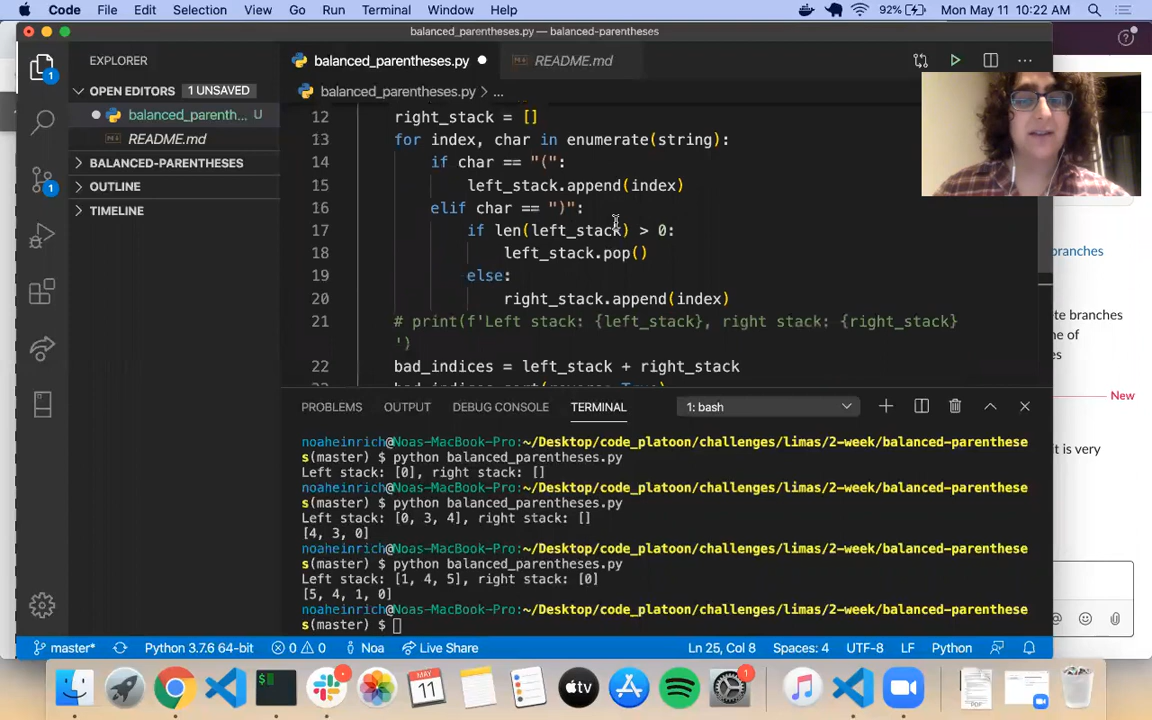 Code File Edit Selection View Go Run Terminal Window Help 92% Mon May 11 10:22 AM
balanced_parentheses.py — balanced-parentheses
EXPLORER
balanced_parentheses.py
README.md
OPEN EDITORS 1 UNSAVED
balanced_parenth... U
README.md
BALANCED-PARENTHESES
OUTLINE
TIMELINE
1
1
balanced_parentheses.py > ...
12 right_stack = []
13 for index, char in enumerate(string):
14 if char == "(":
15 left_stack.append(index)
16 elif char == ")":
17 if len(left_stack) > 0:
18 left_stack.pop()
19 else:
20 right_stack.append(index)
21 # print(f'Left stack: {left_stack}, right stack: {right_stack}
')
22 bad_indices = left_stack + right_stack
PROBLEMS OUTPUT DEBUG CONSOLE TERMINAL 1: bash
noaheinrich@Noas-MacBook-Pro:~/Desktop/code_platoon/challenges/limas/2-week/balanced-parenthese
s(master) $ python balanced_parentheses.py
Left stack: [0], right stack: []
noaheinrich@Noas-MacBook-Pro:~/Desktop/code_platoon/challenges/limas/2-week/balanced-parenthese
s(master) $ python balanced_parentheses.py
Left stack: [0, 3, 4], right stack: []
[4, 3, 0]
noaheinrich@Noas-MacBook-Pro:~/Desktop/code_platoon/challenges/limas/2-week/balanced-parenthese
s(master) $ python balanced_parentheses.py
Left stack: [1, 4, 5], right stack: [0]
[5, 4, 1, 0]
noaheinrich@Noas-MacBook-Pro:~/Desktop/code_platoon/challenges/limas/2-week/balanced-parenthese
s(master) $
master* Python 3.7.6 64-bit 0 0 Noa Live Share Ln 25, Col 8 Spaces: 4 UTF-8 LF Python
branches
branches
of
New
it is very
MAY
11
tv
1
PDF